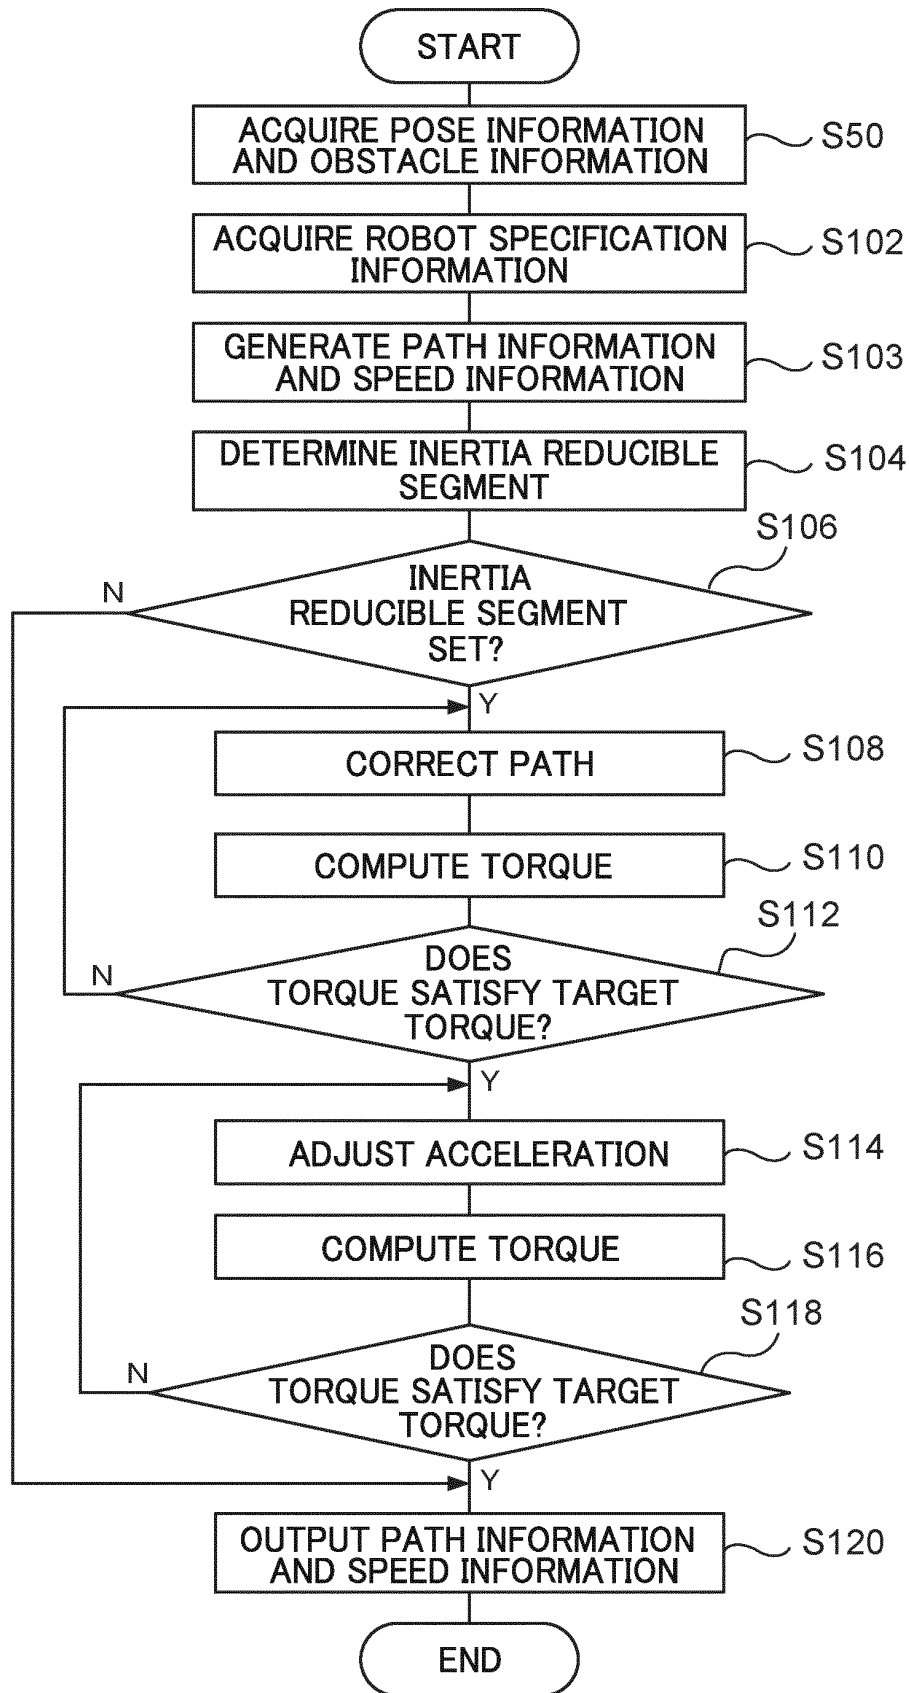 START
ACQUIRE POSE INFORMATION
AND OBSTACLE INFORMATION
S50
ACQUIRE ROBOT SPECIFICATION
INFORMATION
S102
GENERATE PATH INFORMATION
AND SPEED INFORMATION
S103
DETERMINE INERTIA REDUCIBLE
SEGMENT
S104
S106
INERTIA
REDUCIBLE SEGMENT
SET?
N
Y
CORRECT PATH
S108
COMPUTE TORQUE
S110
S112
DOES
TORQUE SATISFY TARGET
TORQUE?
N
Y
ADJUST ACCELERATION
S114
COMPUTE TORQUE
S116
S118
DOES
TORQUE SATISFY TARGET
TORQUE?
N
Y
OUTPUT PATH INFORMATION
AND SPEED INFORMATION
S120
END